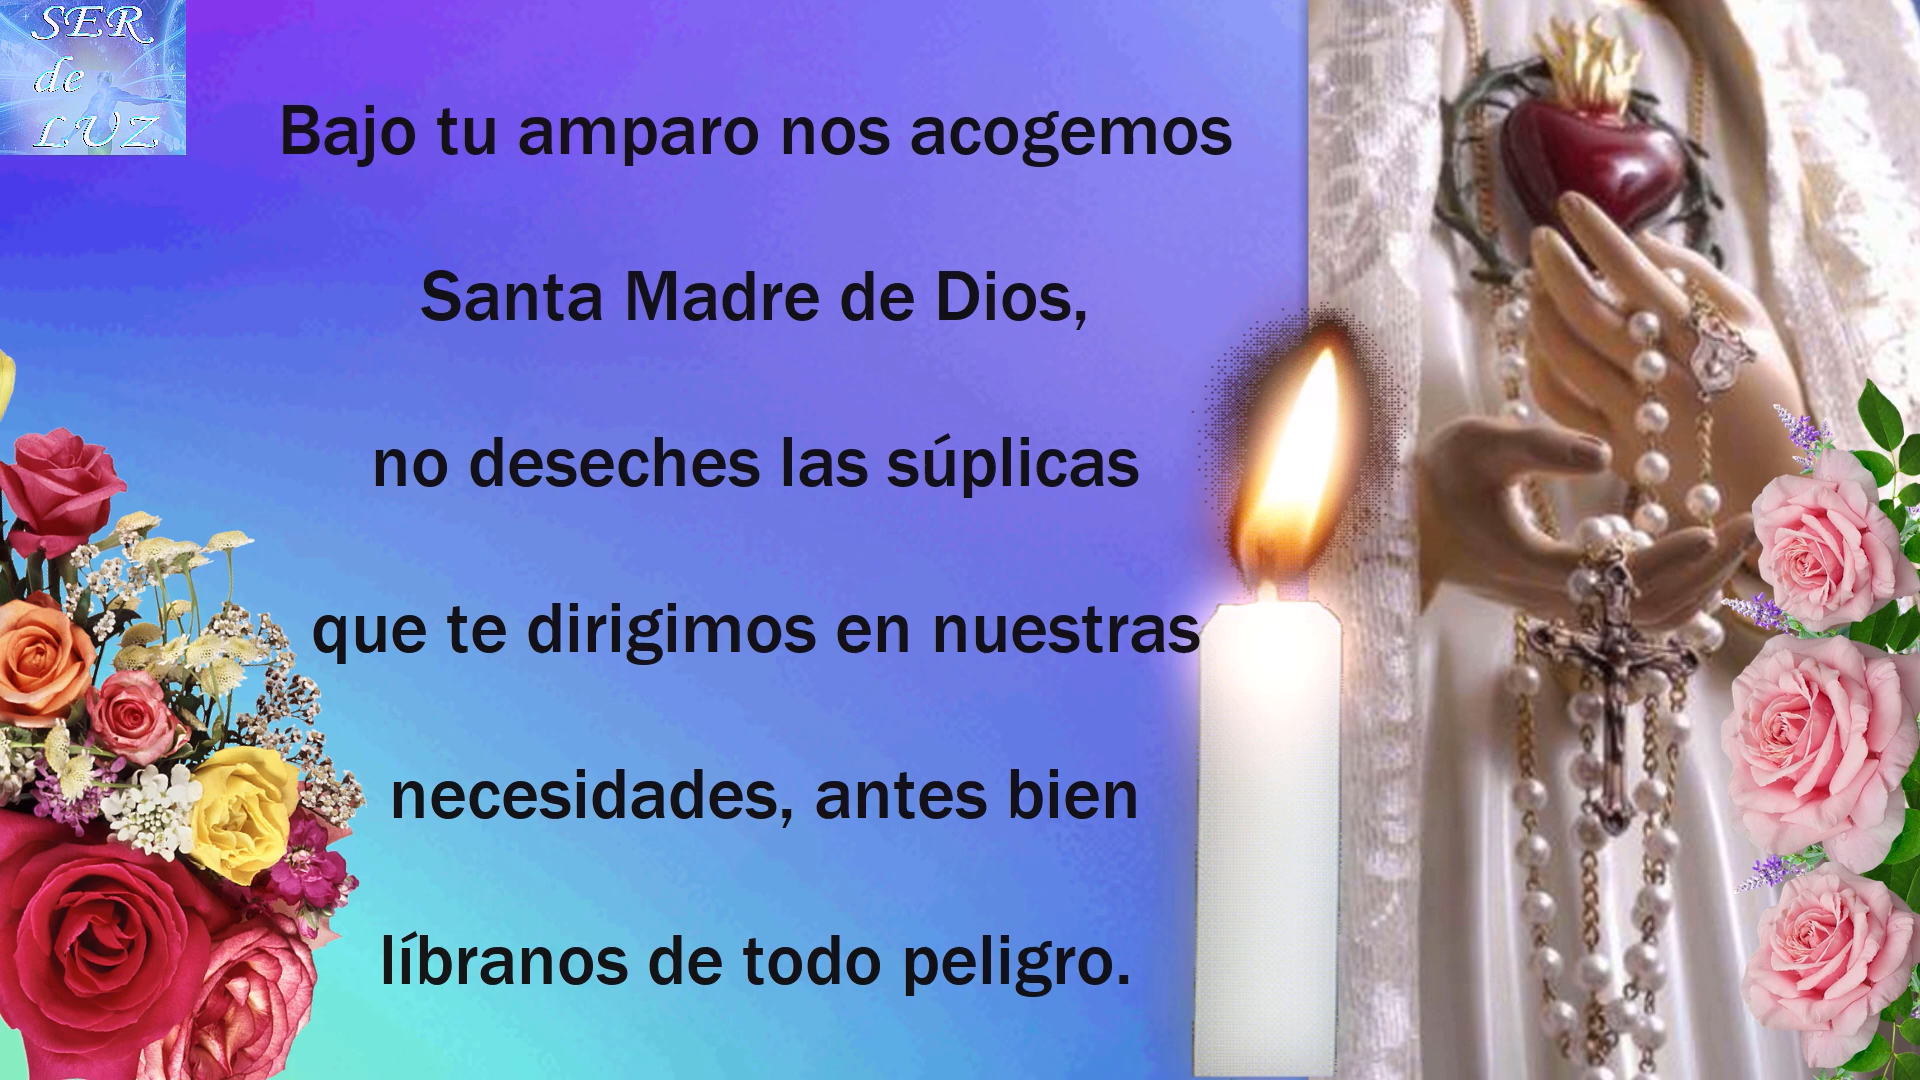 SER
de
LUZ
Bajo tu amparo nos acogemos
Santa Madre de Dios,
no deseches las súplicas
que te dirigimos en nuestras
necesidades, antes bien
líbranos de todo peligro.